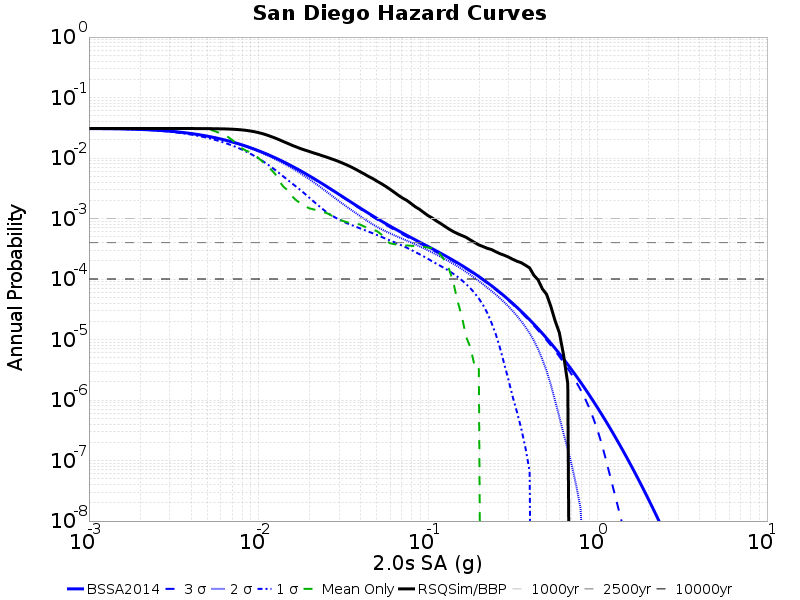 San Diego Hazard Curves
Annual Probability
10^0
10^-1
10^-2
10^-3
10^-4
10^-5
10^-6
10^-7
10^-8
10^-3 10^-2 10^-1 10^0 10^1
2.0s SA (g)
BSSA2014 3 σ 2 σ 1 σ Mean Only RSQSim/BBP 1000yr 2500yr 10000yr